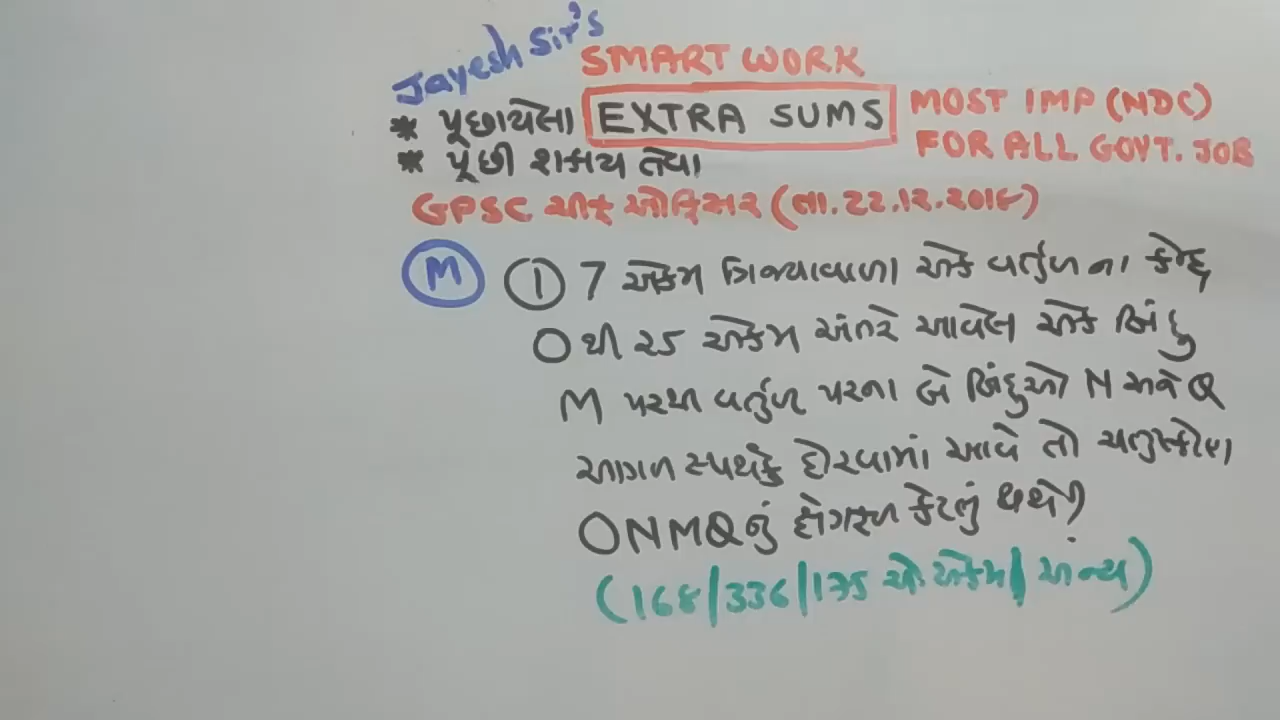 Jayesh Sir's
SMART WORK
* પૂછાયેલા EXTRA SUMS MOST IMP (NDC)
* પૂછી શકાય તેવા FOR ALL GOVT. JOB
GPSC ચીફ ઓફિસર (તા.22.12.2018)
M ① 7 એકમ ત્રિજ્યાવાળા એક વર્તુળના કેન્દ્ર
O થી ૨૫ એકમ અંતરે આવેલ એક બિંદુ
M પરથી વર્તુળ પરના બે બિંદુઓ N અને Q
આગળ સ્પર્શકો દોરવામાં આવે તો ચતુષ્કોણ
ONMQનું ક્ષેત્રફળ કેટલું થશે?
(168/336/175 ચો એકમ/અન્ય)